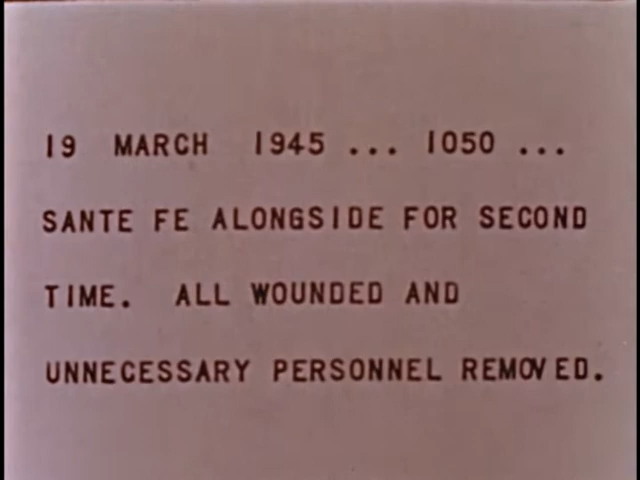 19 MARCH 1945 ... 1050 ...
SANTE FE ALONGSIDE FOR SECOND
TIME. ALL WOUNDED AND
UNNECESSARY PERSONNEL REMOVED.